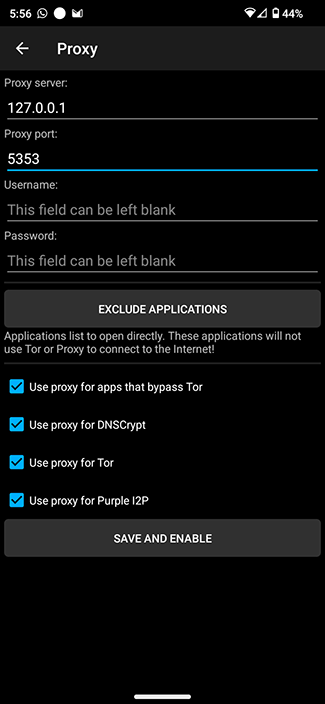 5:56 44%
Proxy
Proxy server:
127.0.0.1
Proxy port:
5353
Username:
This field can be left blank
Password:
This field can be left blank
EXCLUDE APPLICATIONS
Applications list to open directly. These applications will not
use Tor or Proxy to connect to the Internet!
Use proxy for apps that bypass Tor
Use proxy for DNSCrypt
Use proxy for Tor
Use proxy for Purple I2P
SAVE AND ENABLE